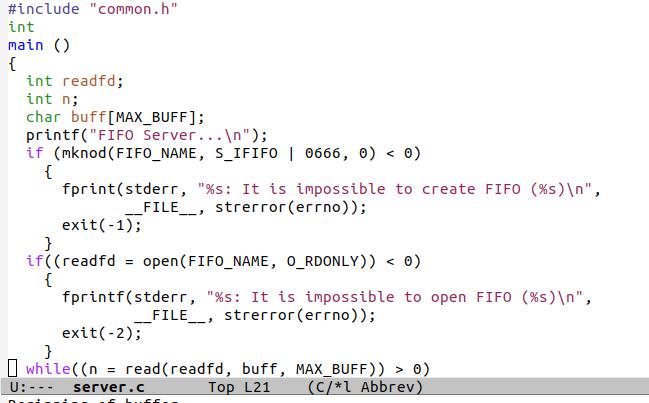 #include "common.h"
int
main ()
{
  int readfd;
  int n;
  char buff[MAX_BUFF];
  printf("FIFO Server...\n");
  if (mknod(FIFO_NAME, S_IFIFO | 0666, 0) < 0)
    {
      fprint(stderr, "%s: It is impossible to create FIFO (%s)\n",
             __FILE__, strerror(errno));
      exit(-1);
    }
  if((readfd = open(FIFO_NAME, O_RDONLY)) < 0)
    {
      fprintf(stderr, "%s: It is impossible to open FIFO (%s)\n",
              __FILE__, strerror(errno));
      exit(-2);
    }
  while((n = read(readfd, buff, MAX_BUFF)) > 0)
U:---  server.c       Top L21    (C/*l Abbrev)
Beginning of buffer